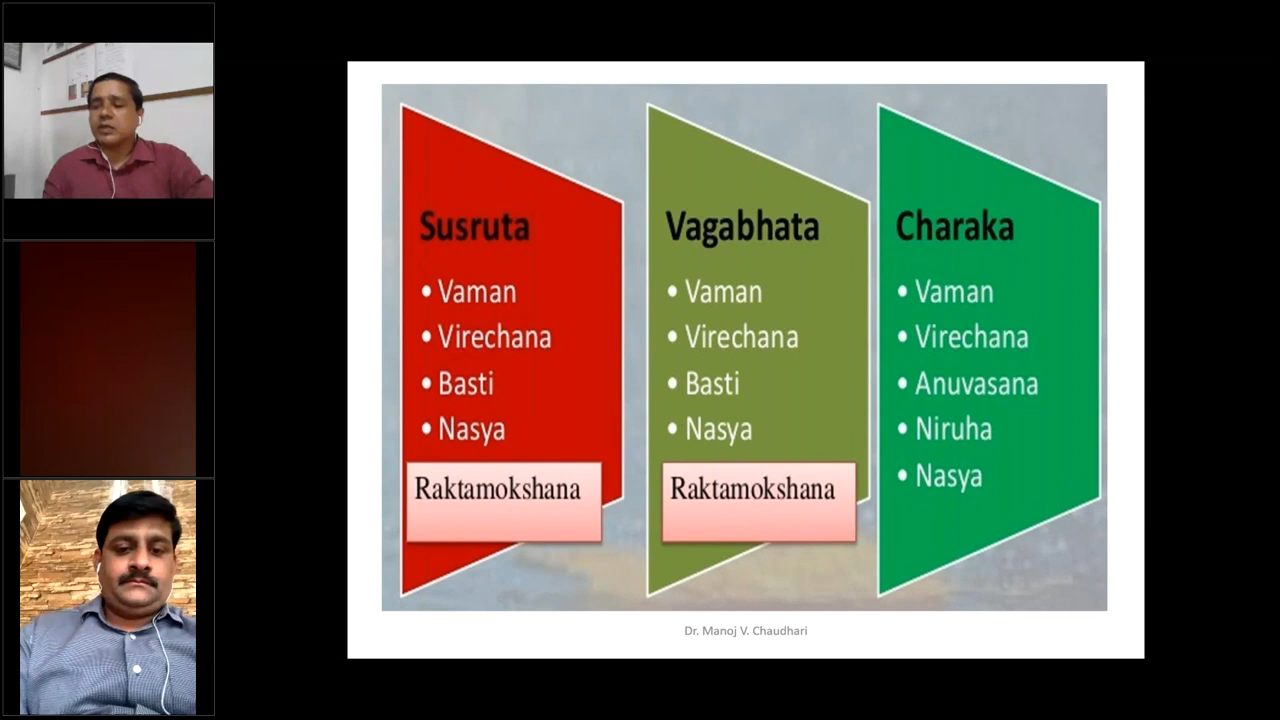 Susruta
• Vaman
• Virechana
• Basti
• Nasya
Raktamokshana
Vagabhata
• Vaman
• Virechana
• Basti
• Nasya
Raktamokshana
Charaka
• Vaman
• Virechana
• Anuvasana
• Niruha
• Nasya
Dr. Manoj V. Chaudhari